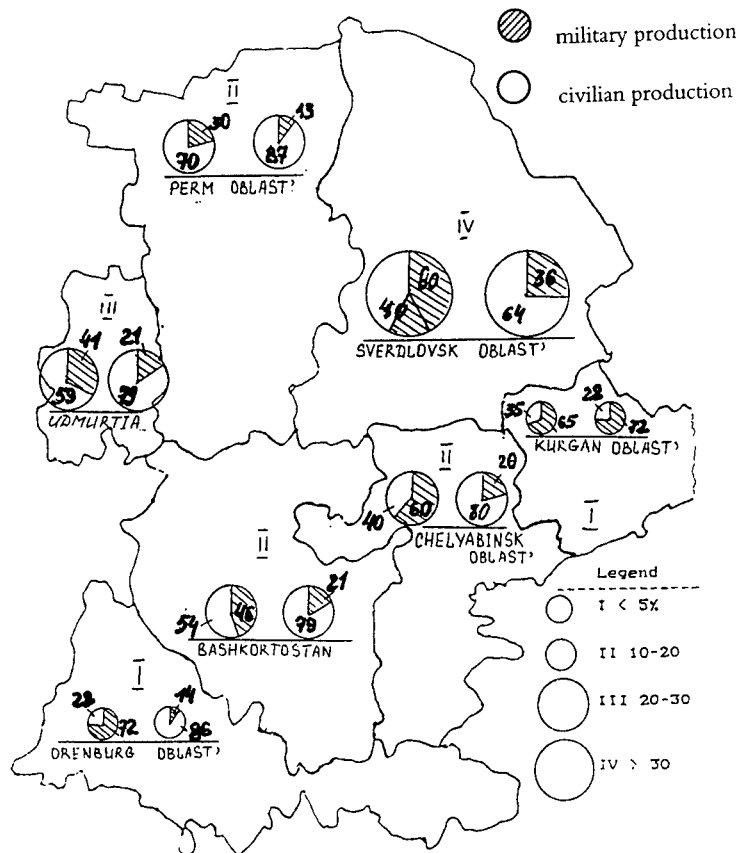 military production
civilian production
II
30
70
13
87
PERM OBLAST'
IV
60
40
36
64
SVERDLOVSK OBLAST'
III
41
59
21
79
UDMURTIA
35
65
28
72
KURGAN OBLAST'
I
II
40
60
20
80
CHELYABINSK
OBLAST'
II
54
46
21
79
BASHKORTOSTAN
I
28
72
14
86
ORENBURG OBLAST'
Legend
I < 5%
II 10-20
III 20-30
IV > 30